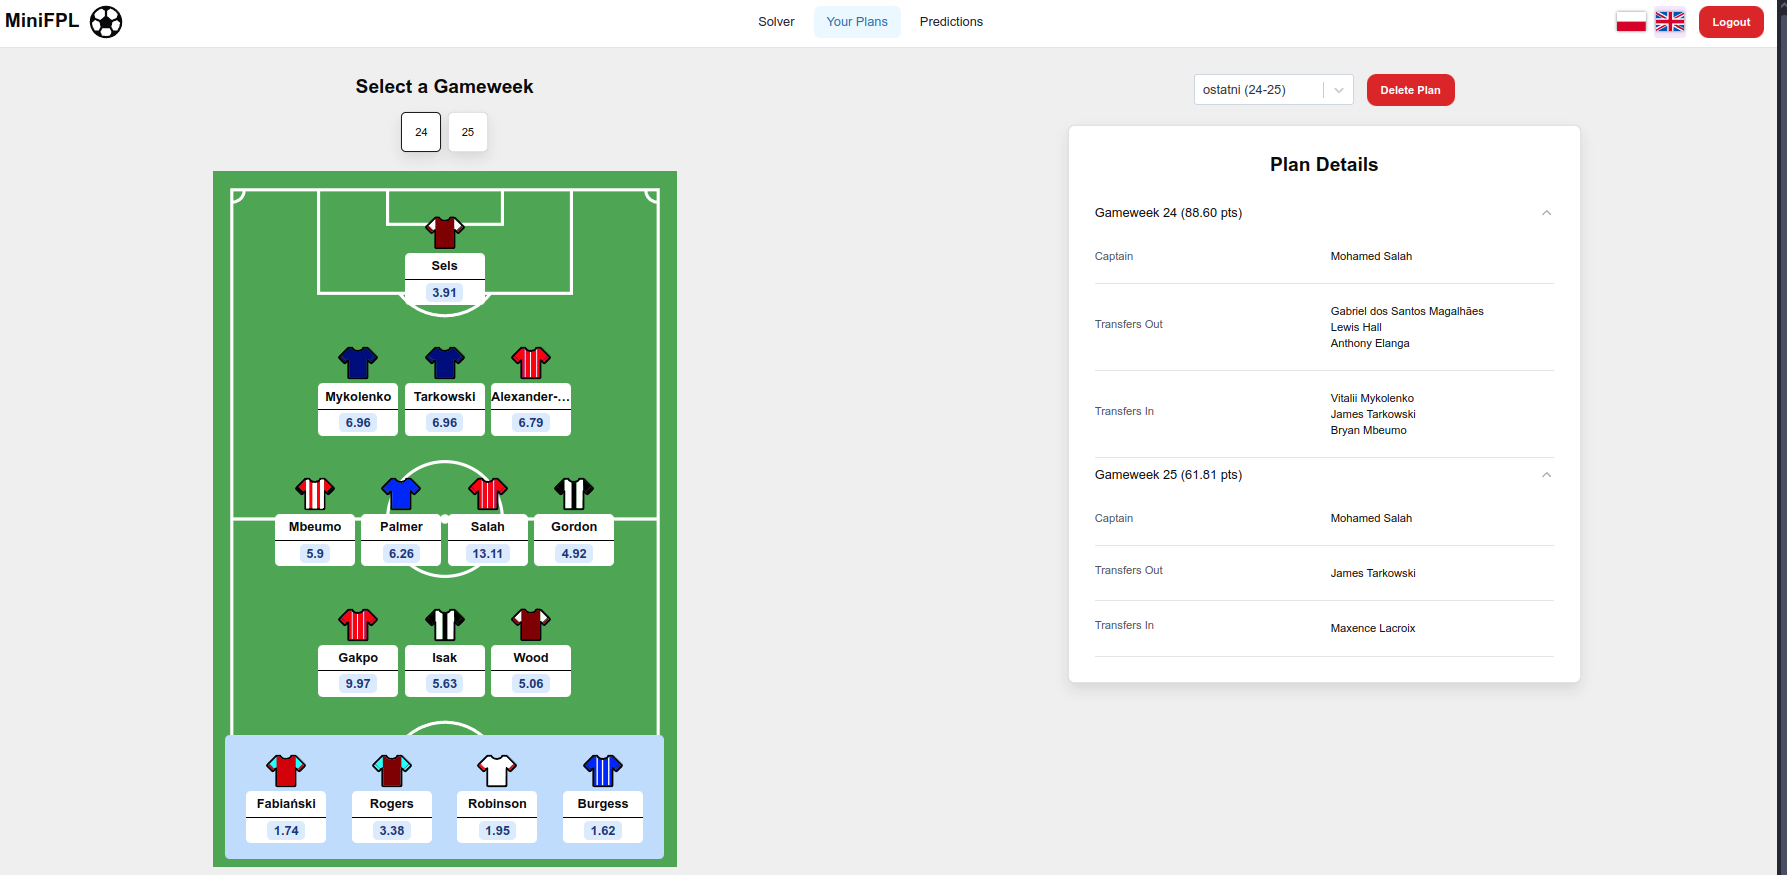 MiniFPL
Solver
Your Plans
Predictions
Logout
Select a Gameweek
24
25
Sels
3.91
Mykolenko
Tarkowski
Alexander-...
6.96
6.96
6.79
Mbeumo
Palmer
Salah
Gordon
5.9
6.26
13.11
4.92
Gakpo
Isak
Wood
9.97
5.63
5.06
Fabiański
Rogers
Robinson
Burgess
1.74
3.38
1.95
1.62
ostatni (24-25)
Delete Plan
Plan Details
Gameweek 24 (88.60 pts)
Captain
Mohamed Salah
Transfers Out
Gabriel dos Santos Magalhães
Lewis Hall
Anthony Elanga
Transfers In
Vitalii Mykolenko
James Tarkowski
Bryan Mbeumo
Gameweek 25 (61.81 pts)
Captain
Mohamed Salah
Transfers Out
James Tarkowski
Transfers In
Maxence Lacroix